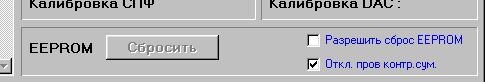 Калибровка СПФ
Калибровка DAC :
EEPROM
Сбросить
Разрешить сброс EEPROM
Откл. пров контр.сум.